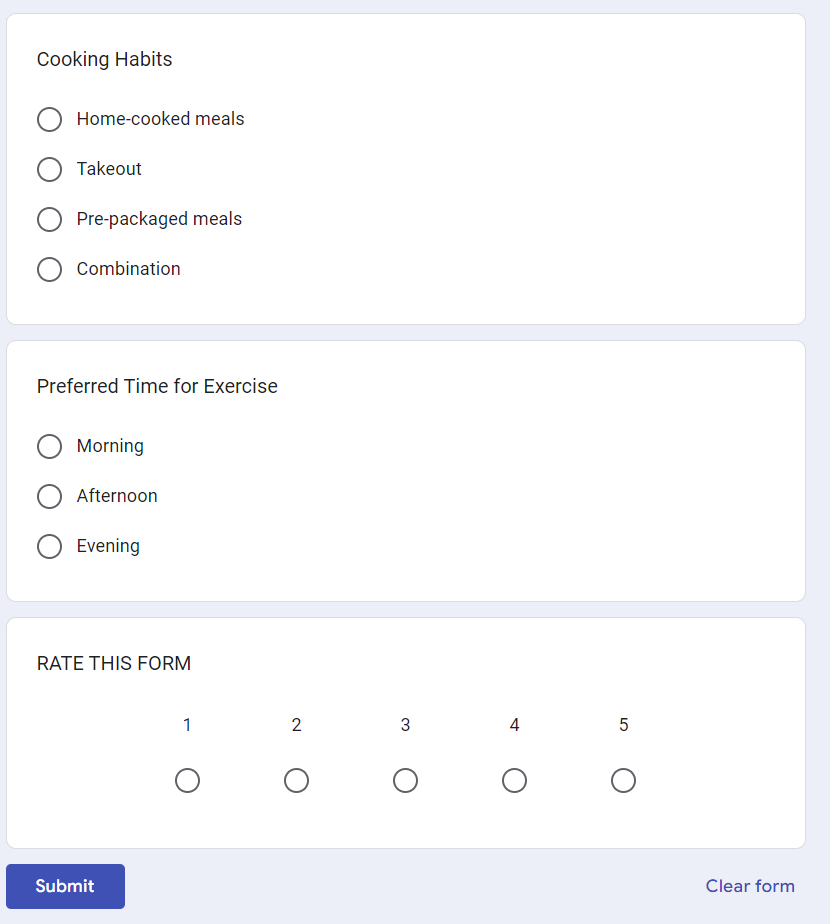 Cooking Habits
Home-cooked meals
Takeout
Pre-packaged meals
Combination
Preferred Time for Exercise
Morning
Afternoon
Evening
RATE THIS FORM
1 2 3 4 5
Submit Clear form